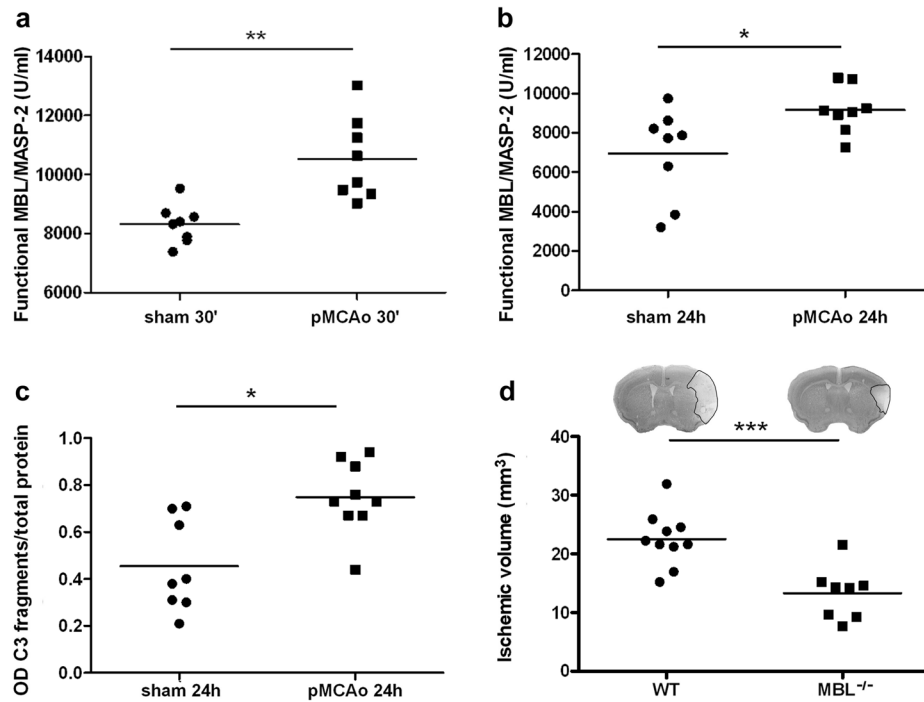 a
**
Functional MBL/MASP-2 (U/ml)
14000
12000
10000
8000
6000
sham 30'
pMCAo 30'
b
*
Functional MBL/MASP-2 (U/ml)
12000
10000
8000
6000
4000
2000
0
sham 24h
pMCAo 24h
c
*
OD C3 fragments/total protein
1.0
0.8
0.6
0.4
0.2
0.0
sham 24h
pMCAo 24h
d
***
Ischemic volume (mm³)
40
30
20
10
0
WT
MBL⁻/⁻